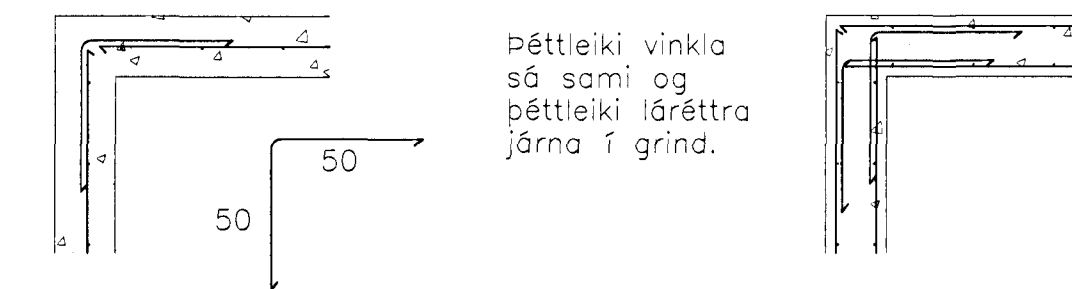 50
50
Þéttleiki vinkla
sá sami og
þéttleiki láréttra
járna í grind.